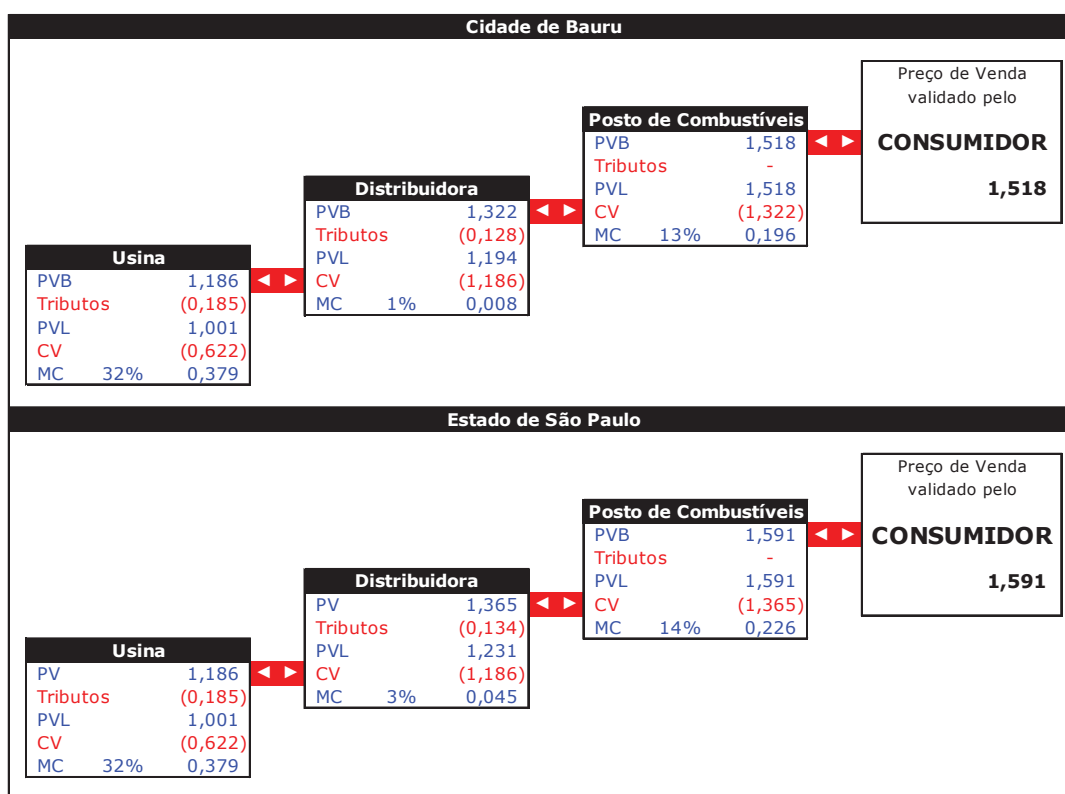 Cidade de Bauru
Preço de Venda
validado pelo
CONSUMIDOR
1,518
Posto de Combustíveis
PVB 1,518
Tributos -
PVL 1,518
CV (1,322)
MC 13% 0,196
Distribuidora
PVB 1,322
Tributos (0,128)
PVL 1,194
CV (1,186)
MC 1% 0,008
Usina
PVB 1,186
Tributos (0,185)
PVL 1,001
CV (0,622)
MC 32% 0,379
Estado de São Paulo
Preço de Venda
validado pelo
CONSUMIDOR
1,591
Posto de Combustíveis
PVB 1,591
Tributos -
PVL 1,591
CV (1,365)
MC 14% 0,226
Distribuidora
PV 1,365
Tributos (0,134)
PVL 1,231
CV (1,186)
MC 3% 0,045
Usina
PV 1,186
Tributos (0,185)
PVL 1,001
CV (0,622)
MC 32% 0,379